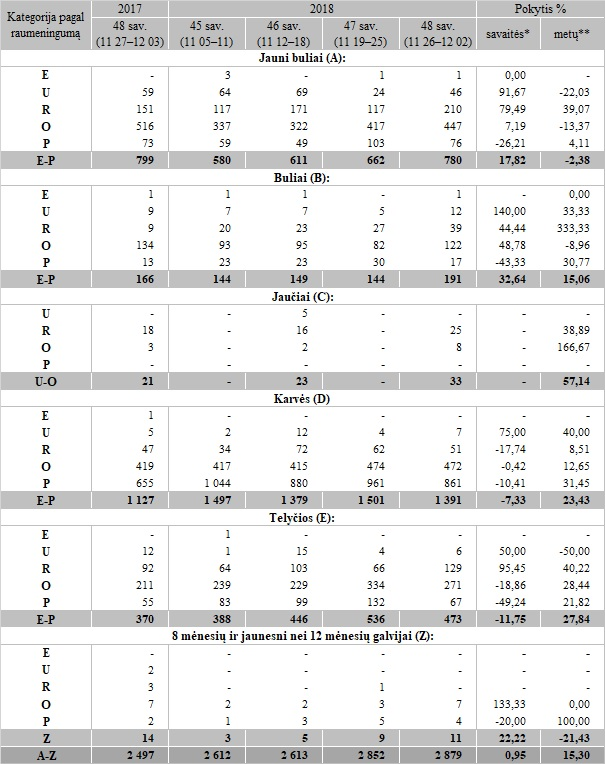 Kategorija pagal raumeningumą 2017 2018 Pokytis %
48 sav. (11 27–12 03) 45 sav. (11 05–11) 46 sav. (11 12–18) 47 sav. (11 19–25) 48 sav. (11 26–12 02) savaitės* metų**
Jauni buliai (A):
E - 3 - 1 1 0,00 -
U 59 64 69 24 46 91,67 -22,03
R 151 117 171 117 210 79,49 39,07
O 516 337 322 417 447 7,19 -13,37
P 73 59 49 103 76 -26,21 4,11
E-P 799 580 611 662 780 17,82 -2,38
Buliai (B):
E 1 1 1 - 1 - 0,00
U 9 7 7 5 12 140,00 33,33
R 9 20 23 27 39 44,44 333,33
O 134 93 95 82 122 48,78 -8,96
P 13 23 23 30 17 -43,33 30,77
E-P 166 144 149 144 191 32,64 15,06
Jaučiai (C):
U - - 5 - - - -
R 18 - 16 - 25 - 38,89
O 3 - 2 - 8 - 166,67
P - - - - - - -
U-O 21 - 23 - 33 - 57,14
Karvės (D)
E 1 - - - - - -
U 5 2 12 4 7 75,00 40,00
R 47 34 72 62 51 -17,74 8,51
O 419 417 415 474 472 -0,42 12,65
P 655 1 044 880 961 861 -10,41 31,45
E-P 1 127 1 497 1 379 1 501 1 391 -7,33 23,43
Telyčios (E):
E - 1 - - - - -
U 12 1 15 4 6 50,00 -50,00
R 92 64 103 66 129 95,45 40,22
O 211 239 229 334 271 -18,86 28,44
P 55 83 99 132 67 -49,24 21,82
E-P 370 388 446 536 473 -11,75 27,84
8 mėnesių ir jaunesni nei 12 mėnesių galvijai (Z):
E - - - - - - -
U 2 - - - - - -
R 3 - - 1 - - -
O 7 2 2 3 7 133,33 0,00
P 2 1 3 5 4 -20,00 100,00
Z 14 3 5 9 11 22,22 -21,43
A-Z 2 497 2 612 2 613 2 852 2 879 0,95 15,30